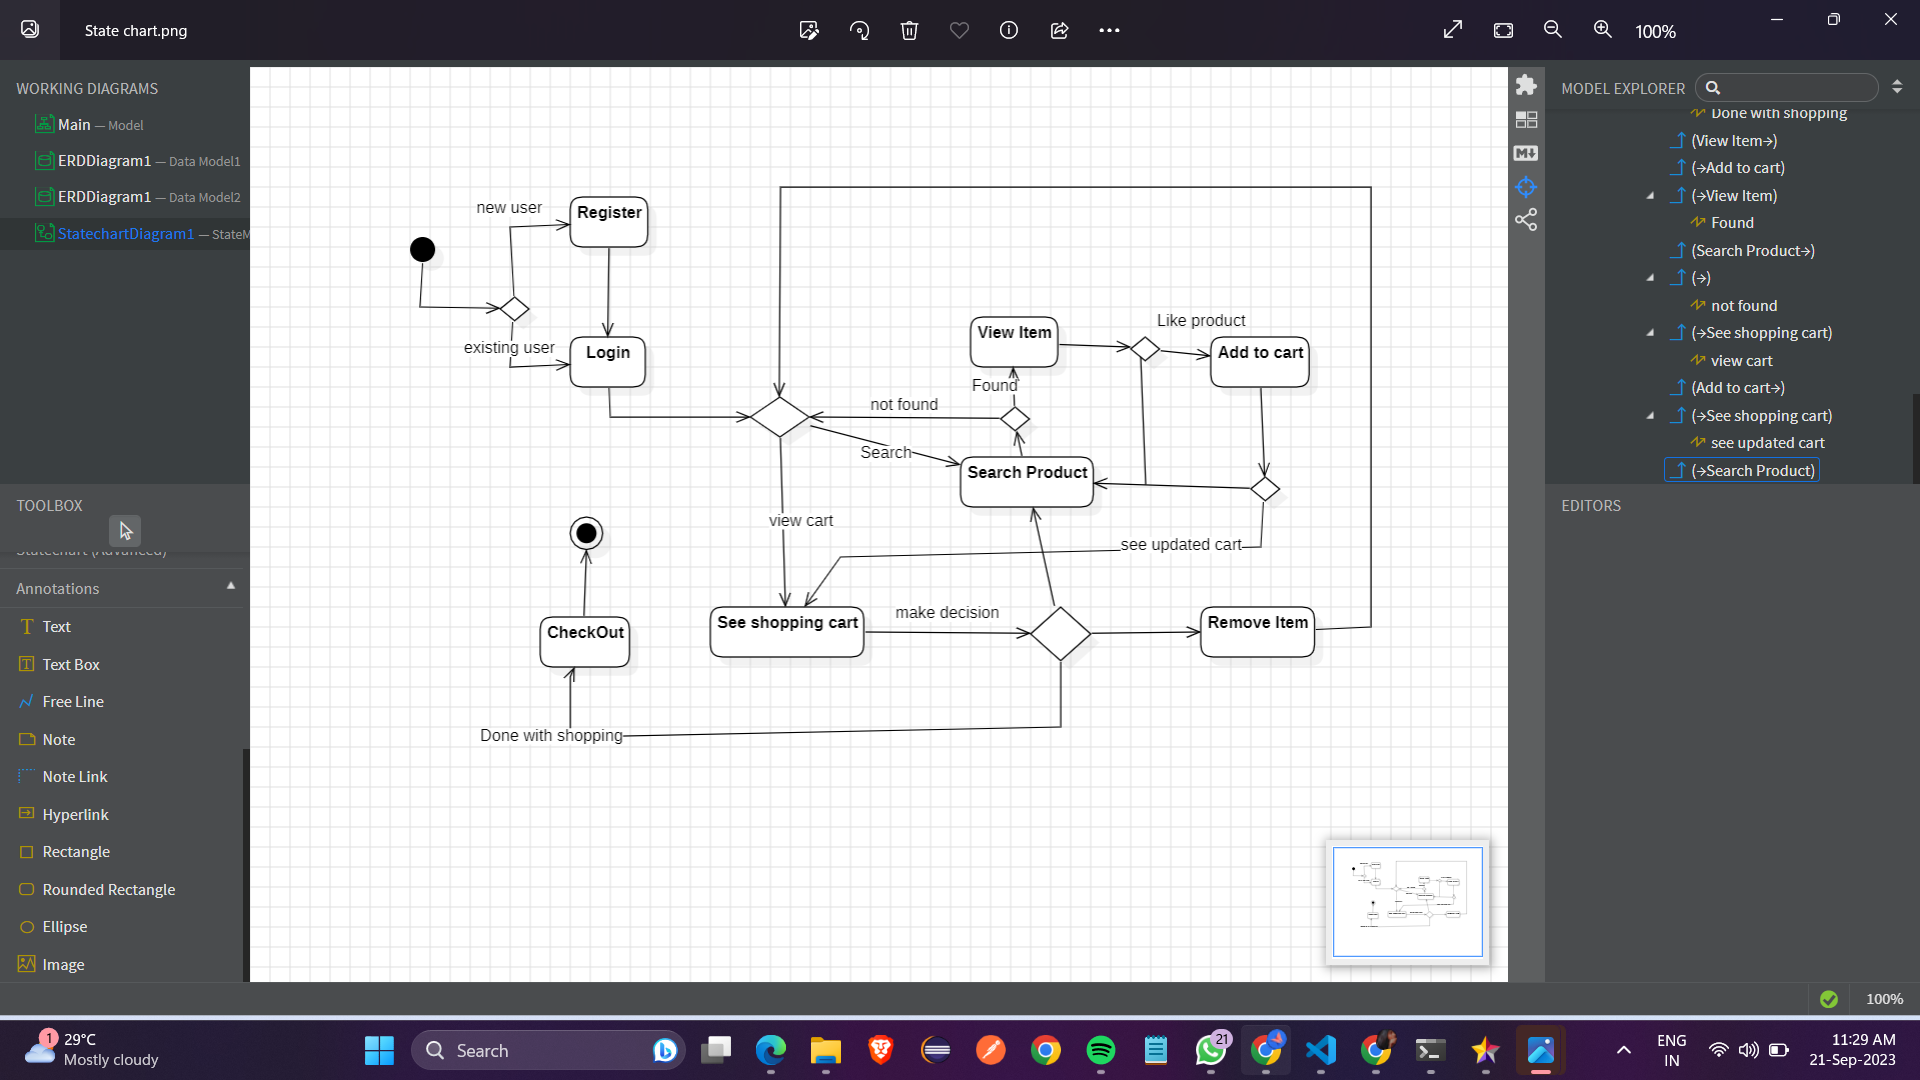 State chart.png
100%
WORKING DIAGRAMS
Main — Model
ERDDiagram1 — Data Model1
ERDDiagram1 — Data Model2
StatechartDiagram1 — StateM
TOOLBOX
Statechart (Advanced)
Annotations
Text
Text Box
Free Line
Note
Note Link
Hyperlink
Rectangle
Rounded Rectangle
Ellipse
Image
new user
Register
existing user
Login
View Item
Like product
Add to cart
Found
not found
Search
Search Product
view cart
see updated cart
CheckOut
See shopping cart
make decision
Remove Item
Done with shopping
MODEL EXPLORER
Done with shopping
(View Item→)
(→Add to cart)
(→View Item)
Found
(Search Product→)
(→)
not found
(→See shopping cart)
view cart
(Add to cart→)
(→See shopping cart)
see updated cart
(→Search Product)
EDITORS
100%
1
29°C
Mostly cloudy
Search
21
ENG
IN
11:29 AM
21-Sep-2023